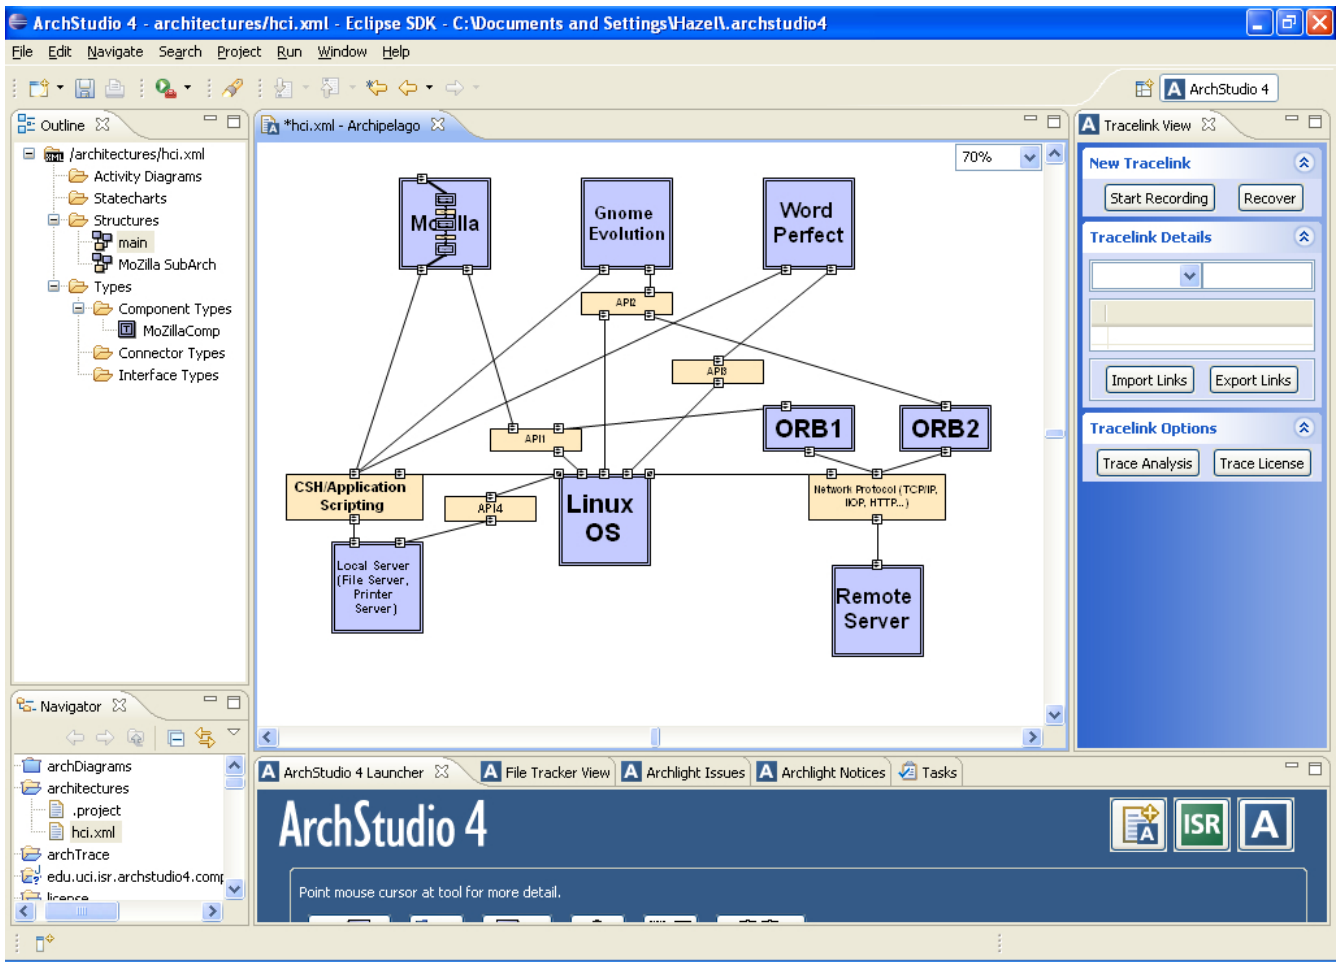 ArchStudio 4 - architectures/hci.xml - Eclipse SDK - C:\Documents and Settings\Hazel\.archstudio4
File Edit Navigate Search Project Run Window Help
A ArchStudio 4
Outline
/architectures/hci.xml
Activity Diagrams
Statecharts
Structures
main
MoZilla SubArch
Types
Component Types
MoZillaComp
Connector Types
Interface Types
*hci.xml - Archipelago
70%
Mozilla
Gnome
Evolution
Word
Perfect
API2
API3
API1
ORB1
ORB2
CSH/Application
Scripting
API4
Linux
OS
Network Protocol (TCP/IP,
IIOP, HTTP...)
Local Server
(File Server,
Printer
Server)
Remote
Server
A Tracelink View
New Tracelink
Start Recording Recover
Tracelink Details
Import Links Export Links
Tracelink Options
Trace Analysis Trace License
Navigator
archDiagrams
architectures
.project
hci.xml
archTrace
edu.uci.isr.archstudio4.comp
license
A ArchStudio 4 Launcher A File Tracker View A Archlight Issues A Archlight Notices Tasks
ArchStudio 4
A ISR A
Point mouse cursor at tool for more detail.